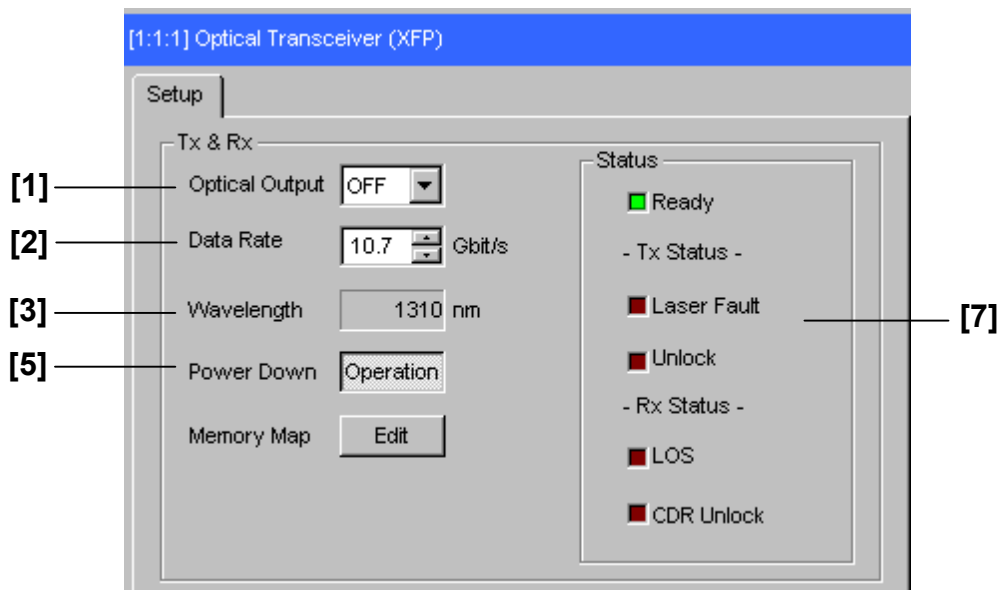 [1:1:1] Optical Transceiver (XFP)
Setup
Tx & Rx
[1] Optical Output OFF
[2] Data Rate 10.7 Gbit/s
[3] Wavelength 1310 nm
[5] Power Down Operation
Memory Map Edit
Status
Ready
- Tx Status -
Laser Fault
[7]
Unlock
- Rx Status -
LOS
CDR Unlock